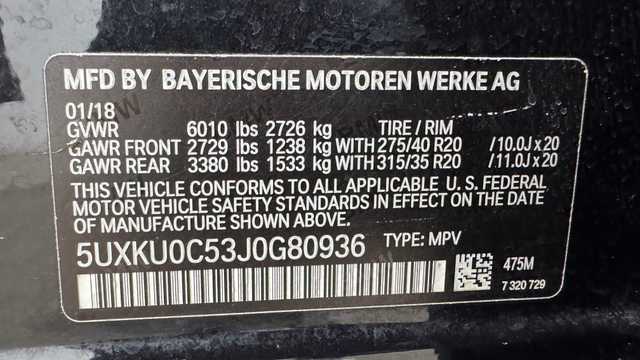 MFD BY BAYERISCHE MOTOREN WERKE AG
01/18
GVWR 6010 lbs 2726 kg TIRE / RIM
GAWR FRONT 2729 lbs 1238 kg WITH 275/40 R20 /10.0J x 20
GAWR REAR 3380 lbs 1533 kg WITH 315/35 R20 /11.0J x 20
THIS VEHICLE CONFORMS TO ALL APPLICABLE U. S. FEDERAL
MOTOR VEHICLE SAFETY STANDARDS IN EFFECT ON THE
DATE OF MANUFACTURE SHOWN ABOVE.
5UXKU0C53J0G80936 TYPE: MPV
475M
7 320 729